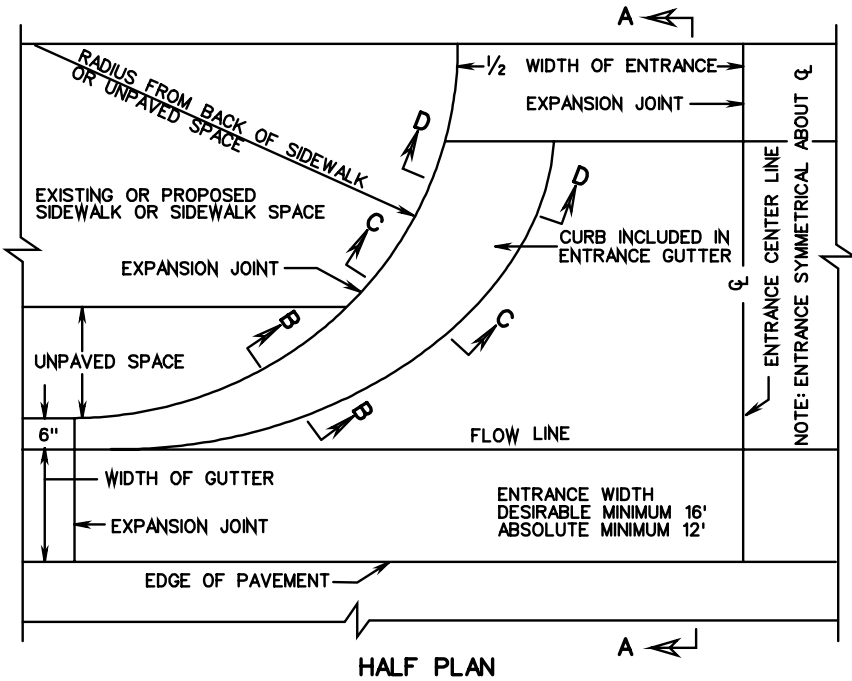 A
RADIUS FROM BACK OF SIDEWALK
OR UNPAVED SPACE
½ WIDTH OF ENTRANCE
EXPANSION JOINT
D
EXISTING OR PROPOSED
SIDEWALK OR SIDEWALK SPACE
C
D
CURB INCLUDED IN
ENTRANCE GUTTER
EXPANSION JOINT
℄
ENTRANCE CENTER LINE
NOTE: ENTRANCE SYMMETRICAL ABOUT ℄
B
C
UNPAVED SPACE
B
6"
FLOW LINE
WIDTH OF GUTTER
EXPANSION JOINT
ENTRANCE WIDTH
DESIRABLE MINIMUM 16'
ABSOLUTE MINIMUM 12'
EDGE OF PAVEMENT
A
HALF PLAN